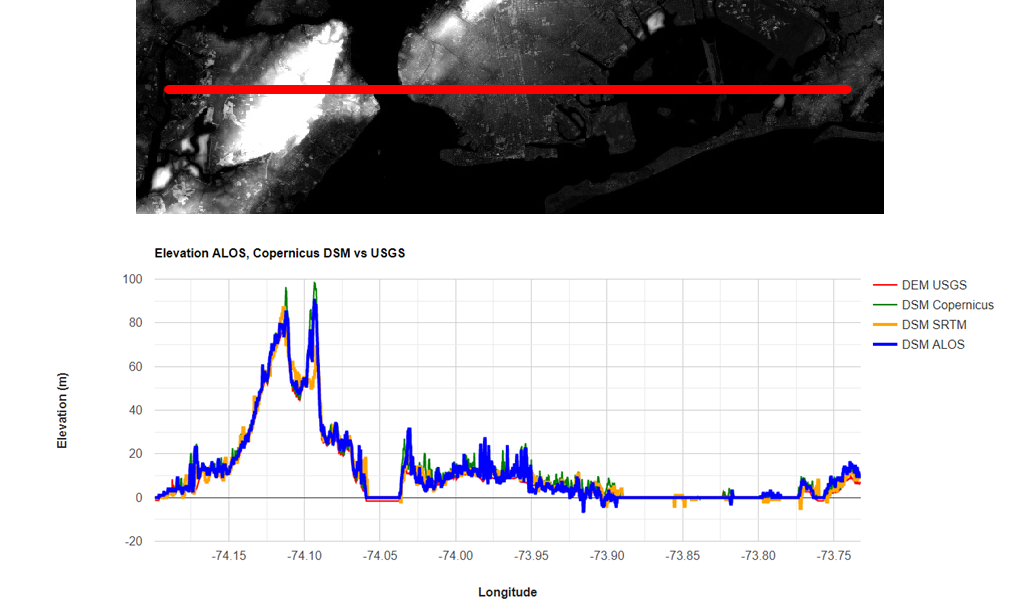 Elevation ALOS, Copernicus DSM vs USGS
100
80
60
40
20
0
-20
Elevation (m)
-74.15
-74.10
-74.05
-74.00
-73.95
-73.90
-73.85
-73.80
-73.75
Longitude
DEM USGS
DSM Copernicus
DSM SRTM
DSM ALOS